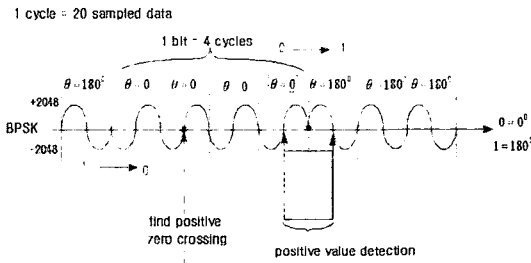 1 cycle = 20 sampled data
1 bit - 4 cycles
0 → 1
θ = 180° θ = 0 θ = 0 θ 0 θ = 0° θ = 180° θ = 180° θ = 180°
+2048
BPSK
-2048
0 = 0⁰
1 = 180°
1 → 0
find positive
zero crossing
positive value detection